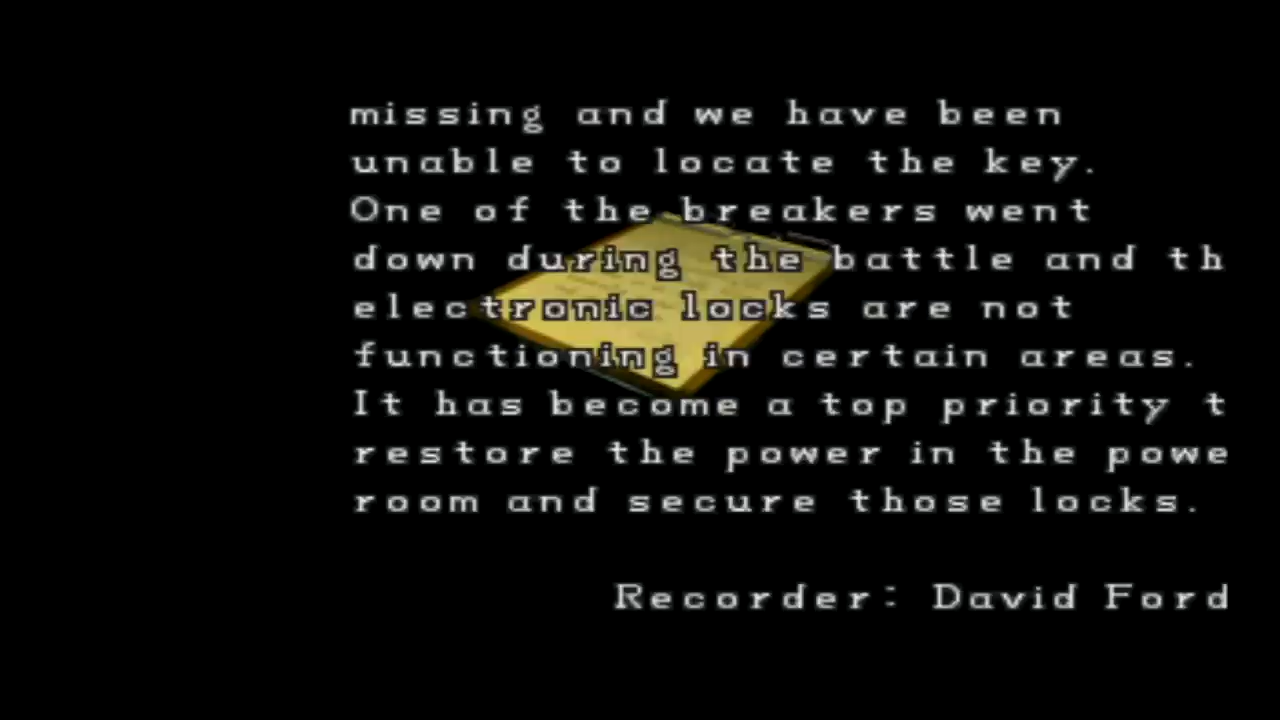 missing and we have been
unable to locate the key.
One of the breakers went
down during the battle and th
electronic locks are not
functioning in certain areas.
It has become a top priority t
restore the power in the powe
room and secure those locks.
Recorder: David Ford